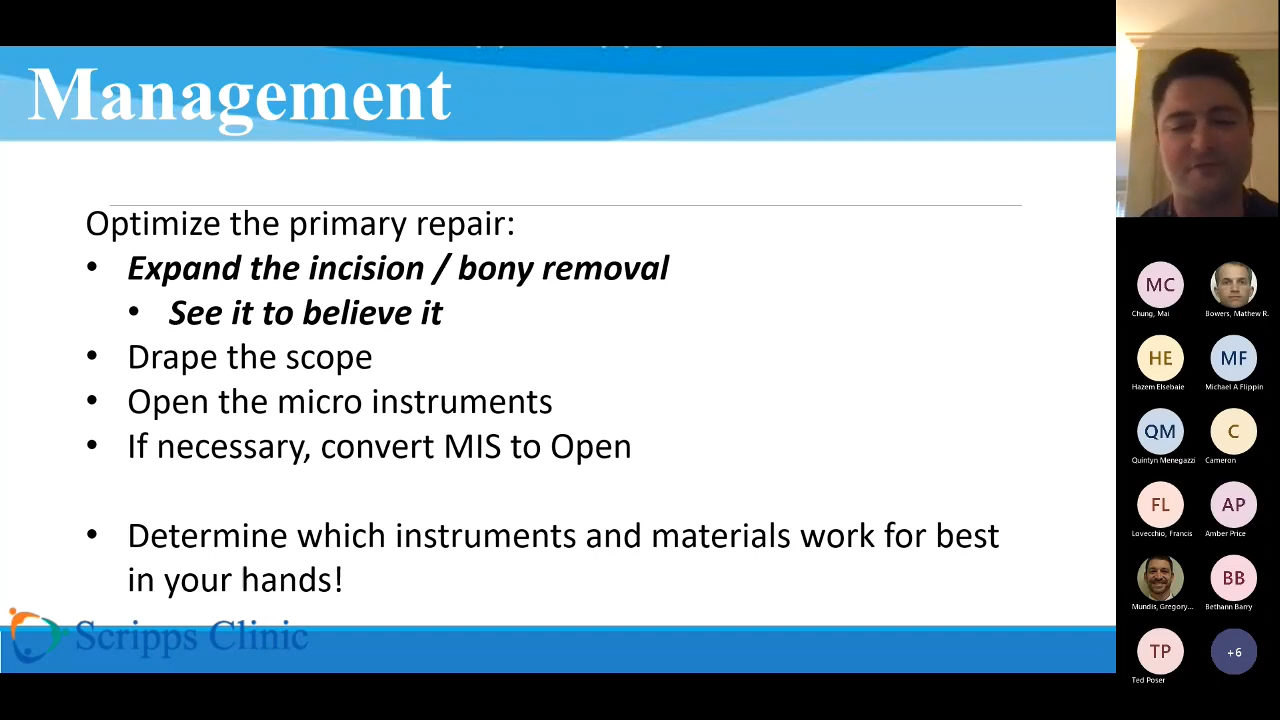 Management
Optimize the primary repair:
• Expand the incision / bony removal
• See it to believe it
• Drape the scope
• Open the micro instruments
• If necessary, convert MIS to Open
• Determine which instruments and materials work for best
in your hands!
Scripps Clinic
MC
Chung, Mai
Bowers, Mathew R.
HE
Hazem Elsebaie
MF
Michael A Flippin
QM
Quintyn Menegazzi
C
Cameron
FL
Lovecchio, Francis
AP
Amber Price
Mundis, Gregory...
BB
Bethann Barry
TP
Ted Poser
+6